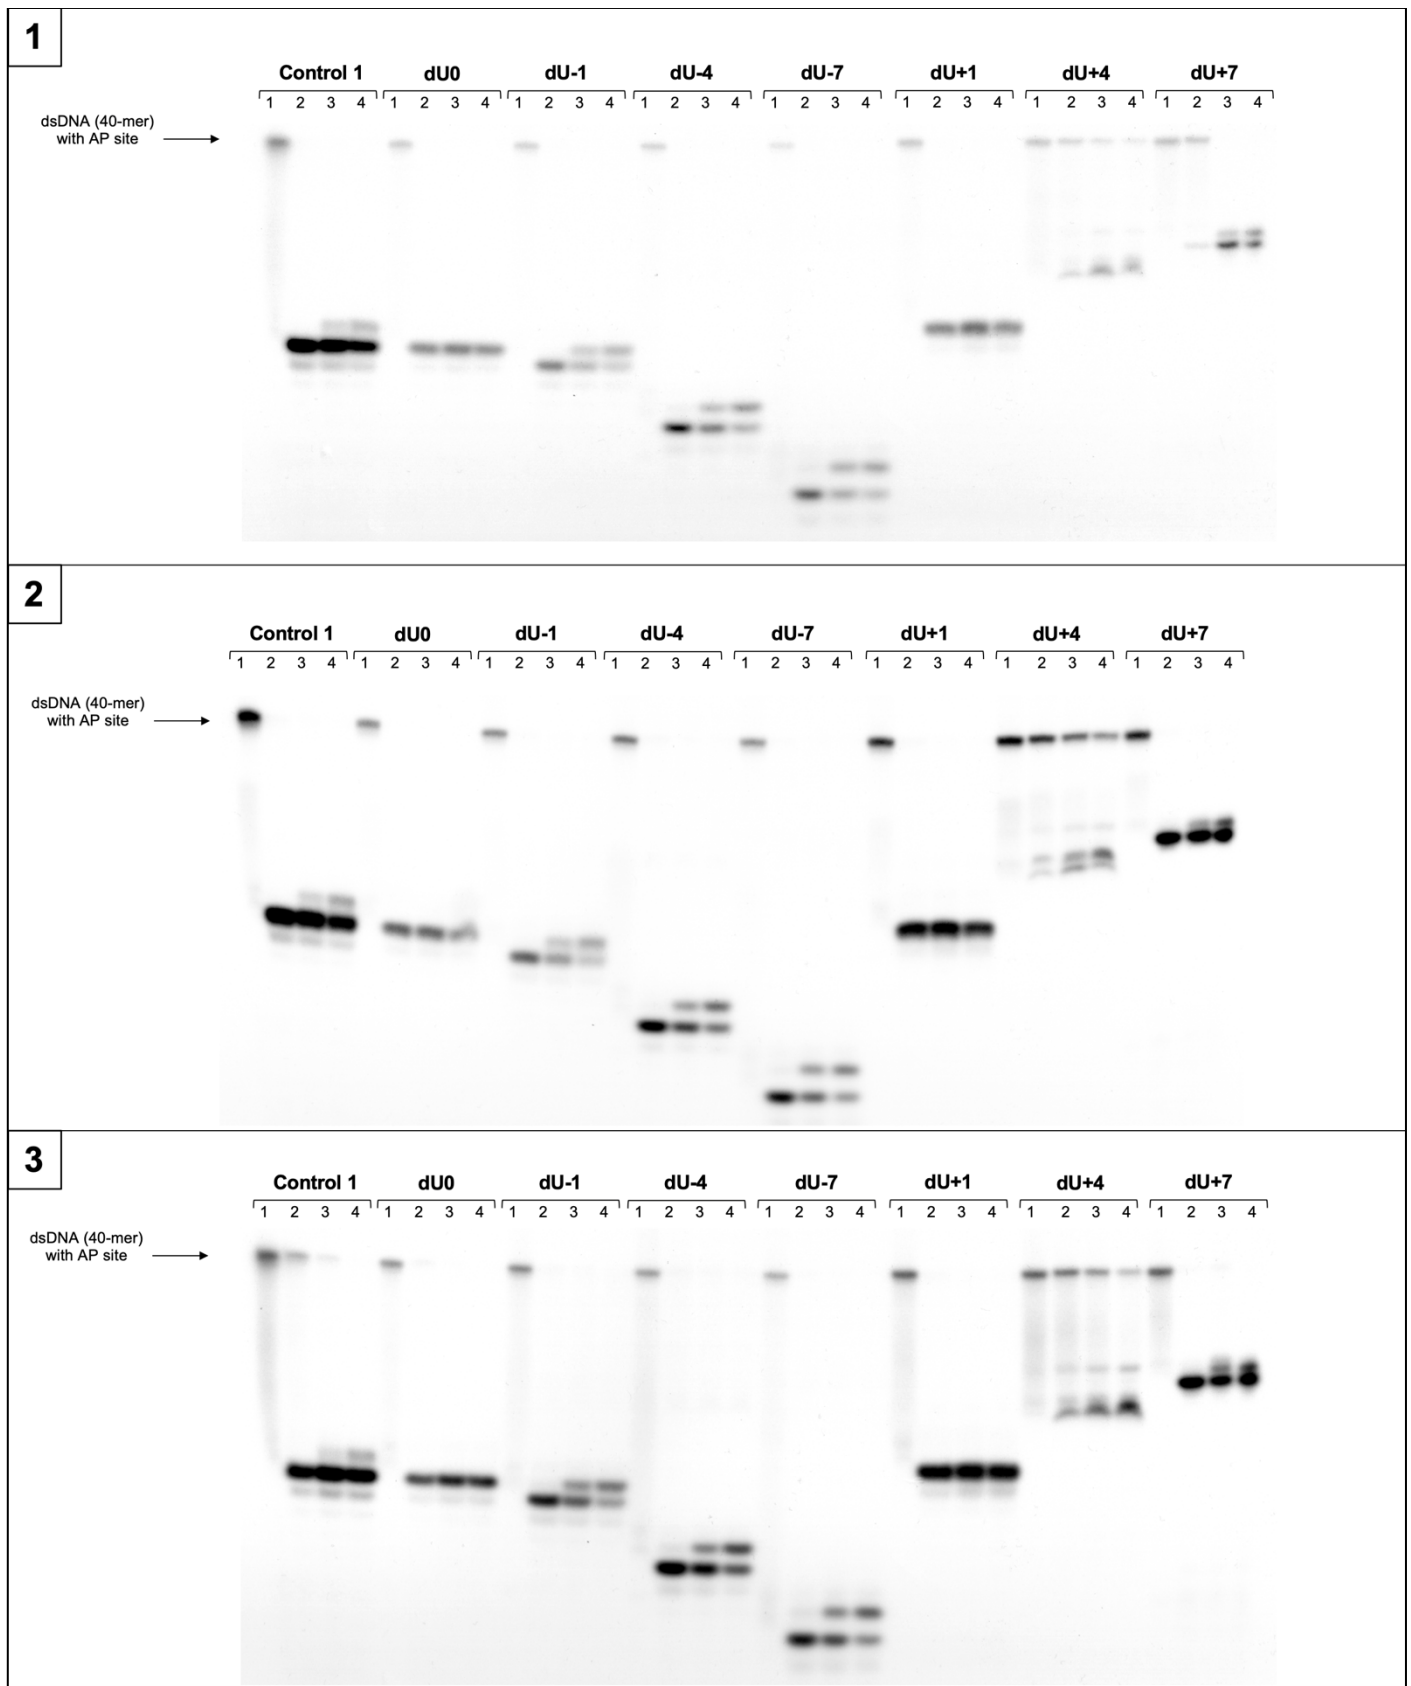 1
Control 1 dU0 dU-1 dU-4 dU-7 dU+1 dU+4 dU+7
1 2 3 4 1 2 3 4 1 2 3 4 1 2 3 4 1 2 3 4 1 2 3 4 1 2 3 4 1 2 3 4
dsDNA (40-mer)
with AP site
2
Control 1 dU0 dU-1 dU-4 dU-7 dU+1 dU+4 dU+7
1 2 3 4 1 2 3 4 1 2 3 4 1 2 3 4 1 2 3 4 1 2 3 4 1 2 3 4 1 2 3 4
dsDNA (40-mer)
with AP site
3
Control 1 dU0 dU-1 dU-4 dU-7 dU+1 dU+4 dU+7
1 2 3 4 1 2 3 4 1 2 3 4 1 2 3 4 1 2 3 4 1 2 3 4 1 2 3 4 1 2 3 4
dsDNA (40-mer)
with AP site